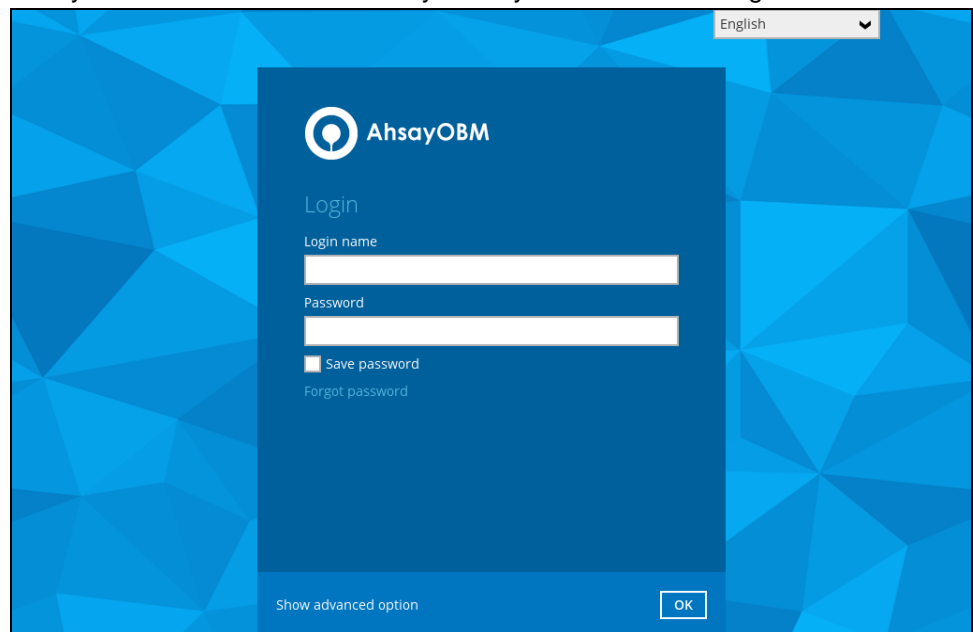 English
AhsayOBM
Login
Login name
Password
Save password
Forgot password
Show advanced option
OK